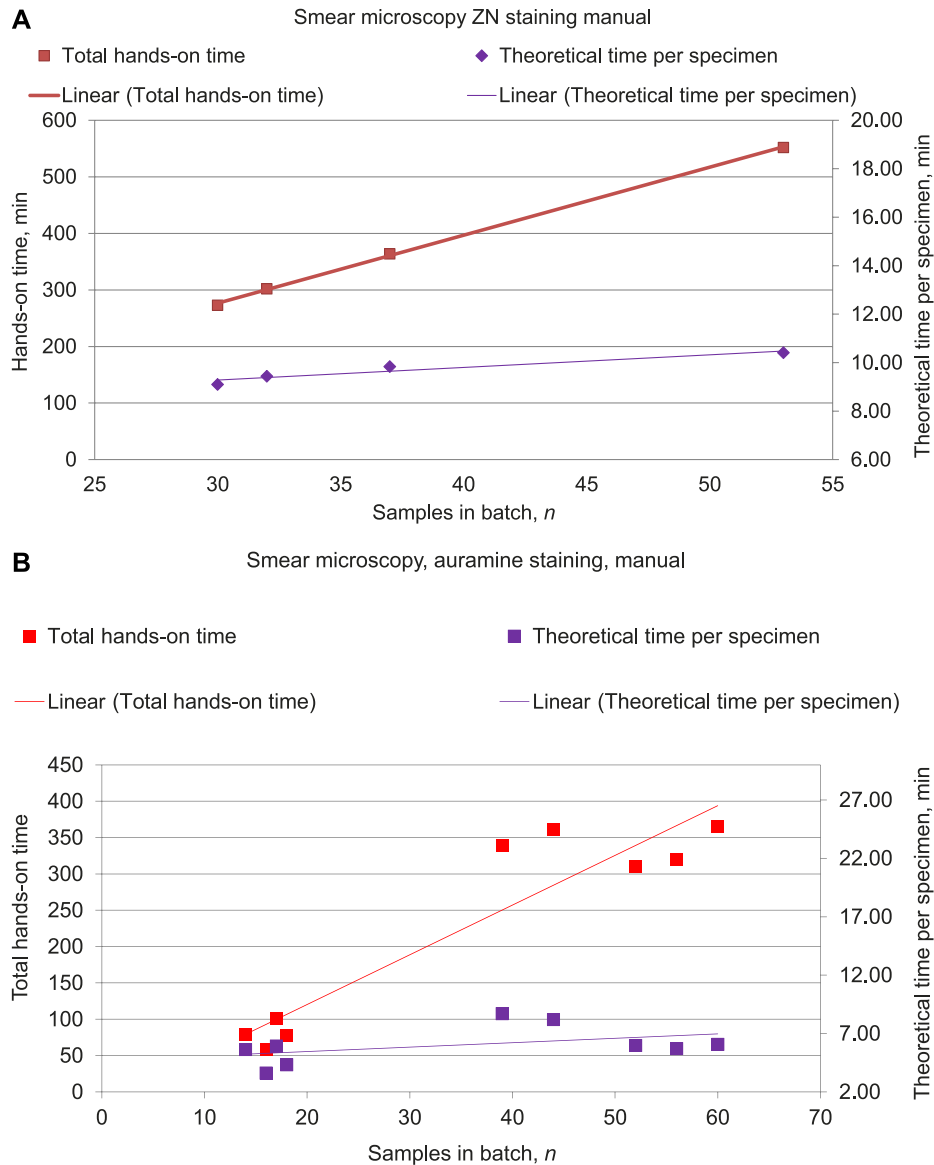 A
Smear microscopy ZN staining manual
Total hands-on time
Theoretical time per specimen
Linear (Total hands-on time)
Linear (Theoretical time per specimen)
Hands-on time, min
600
500
400
300
200
100
0
20.00
18.00
16.00
14.00
12.00
10.00
8.00
6.00
Theoretical time per specimen, min
25 30 35 40 45 50 55
Samples in batch, n
B
Smear microscopy, auramine staining, manual
Total hands-on time
Theoretical time per specimen
Linear (Total hands-on time)
Linear (Theoretical time per specimen)
Total hands-on time
450
400
350
300
250
200
150
100
50
0
27.00
22.00
17.00
12.00
7.00
2.00
Theoretical time per specimen, min
0 10 20 30 40 50 60 70
Samples in batch, n